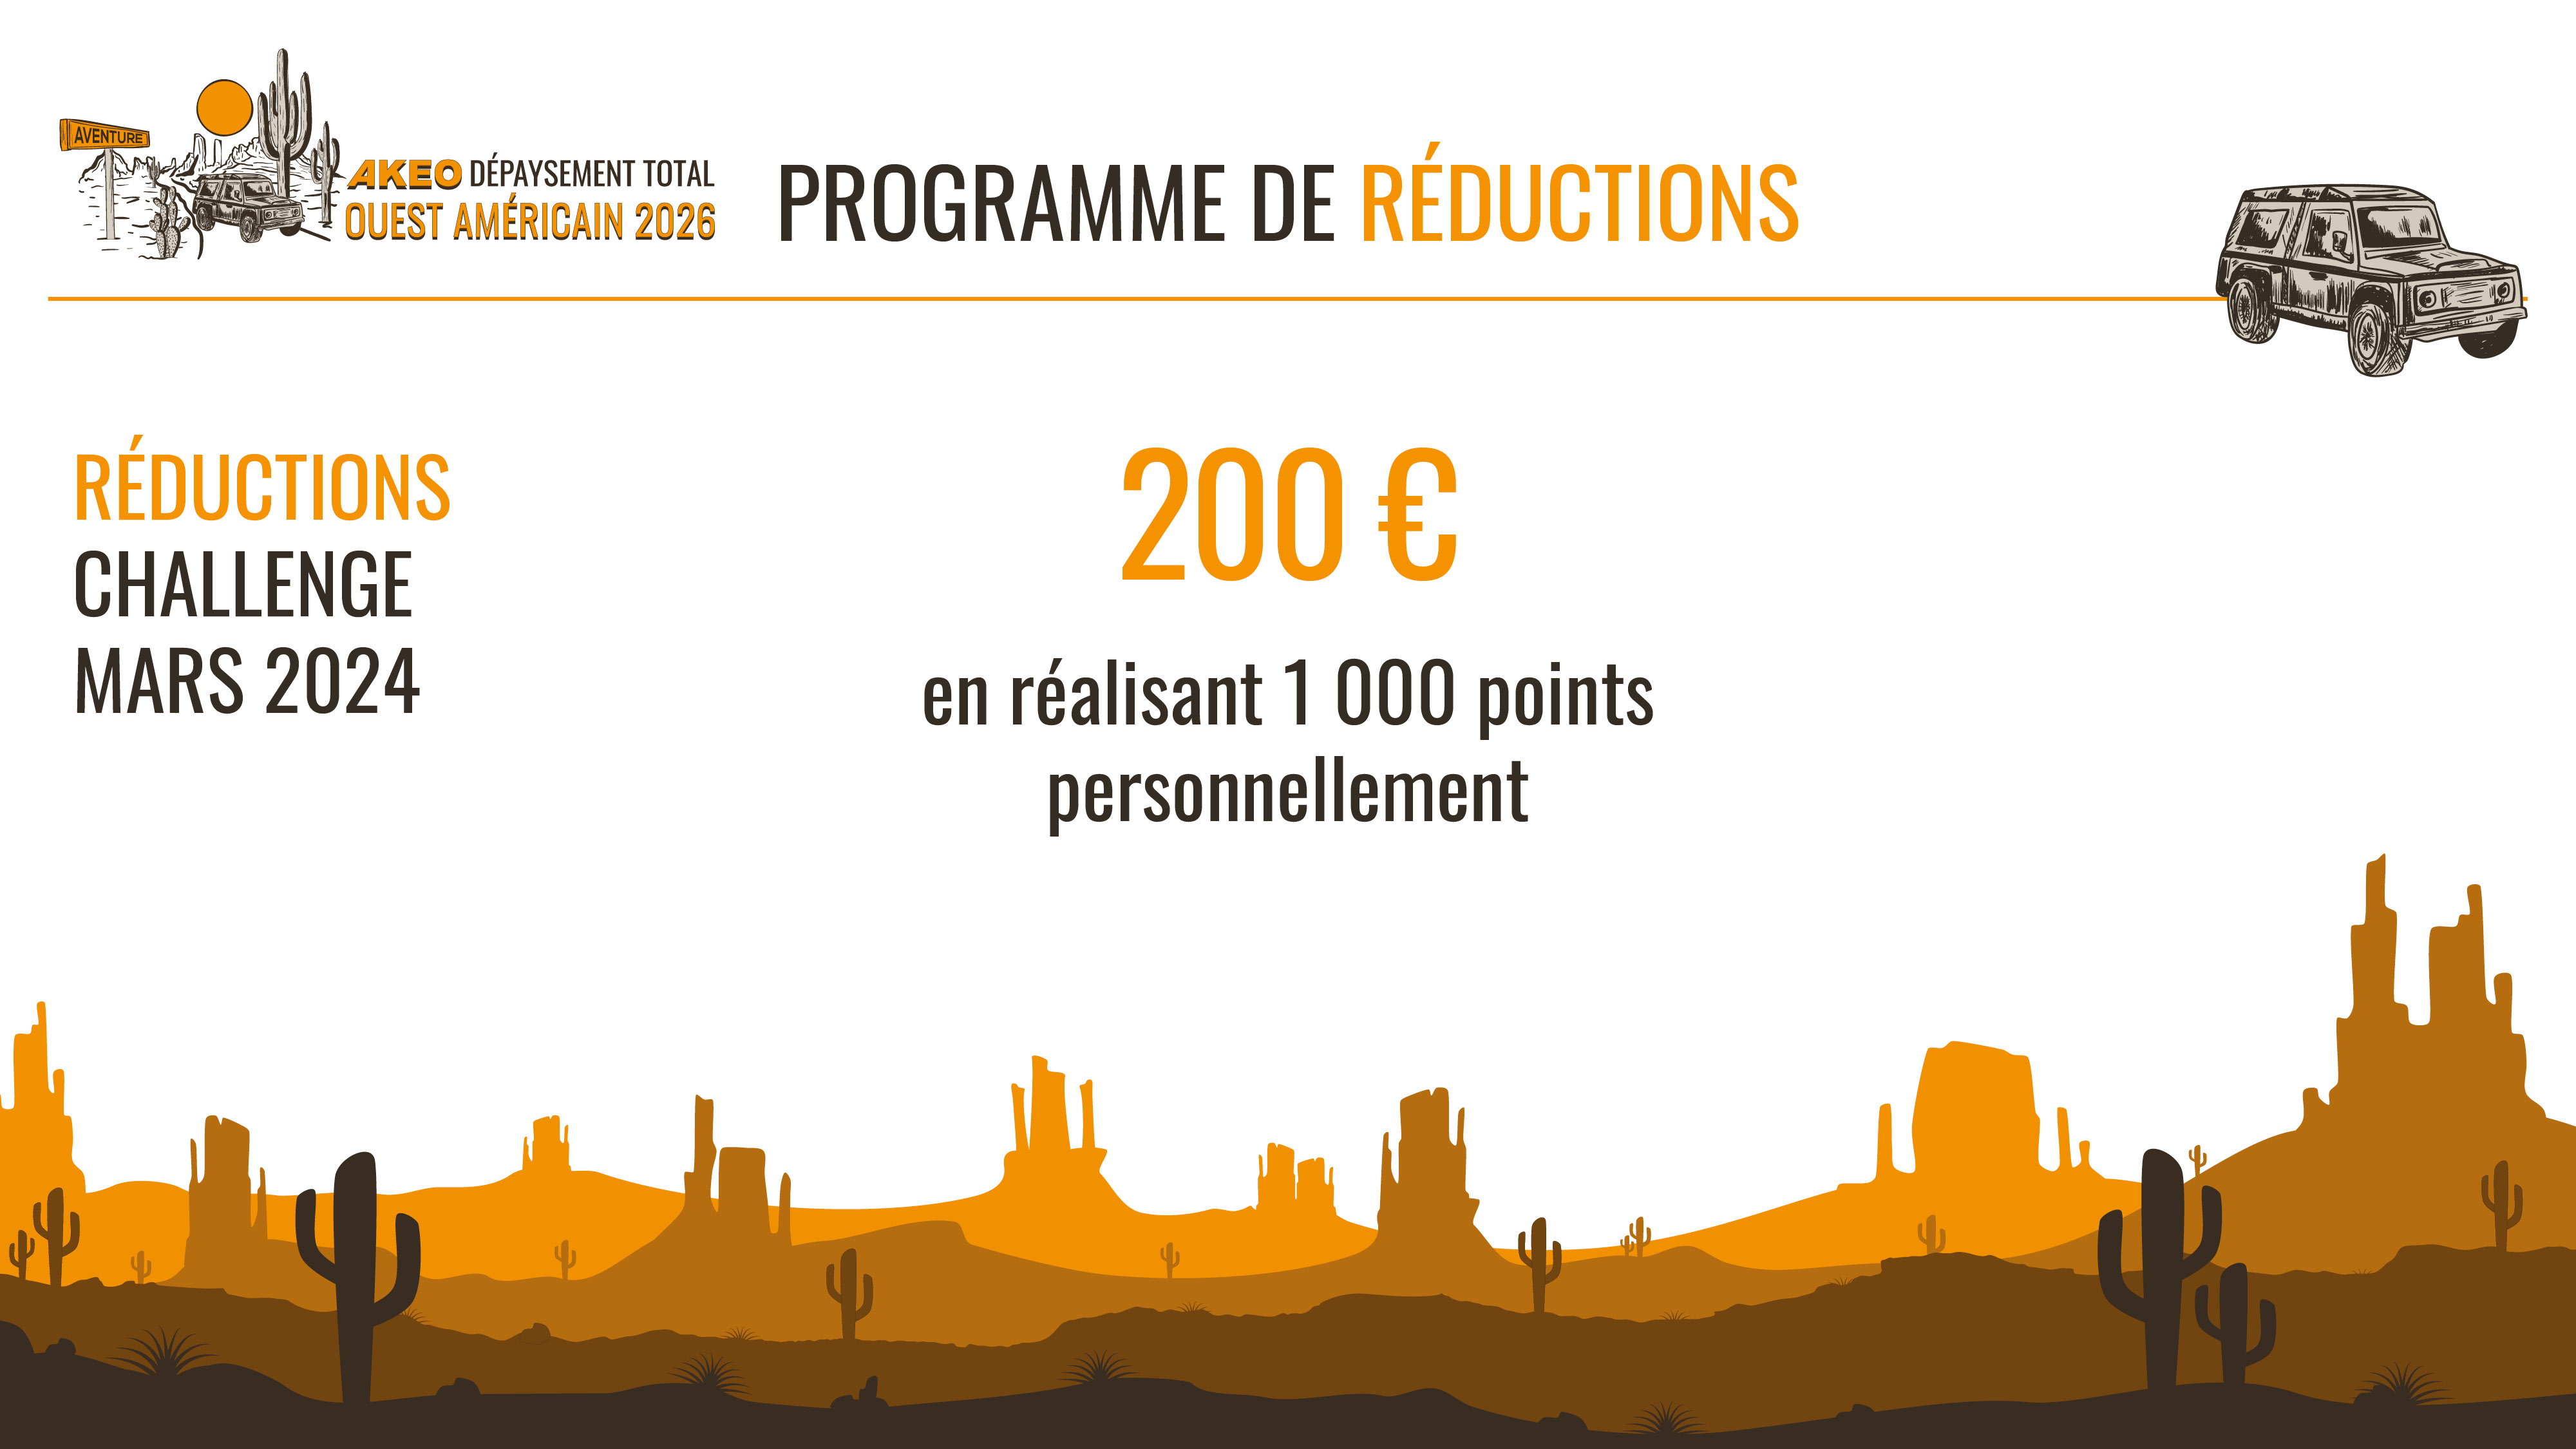 AVENTURE
AKEO DÉPAYSEMENT TOTAL
OUEST AMÉRICAIN 2026
PROGRAMME DE RÉDUCTIONS
RÉDUCTIONS
CHALLENGE
MARS 2024
200 €
en réalisant 1 000 points
personnellement